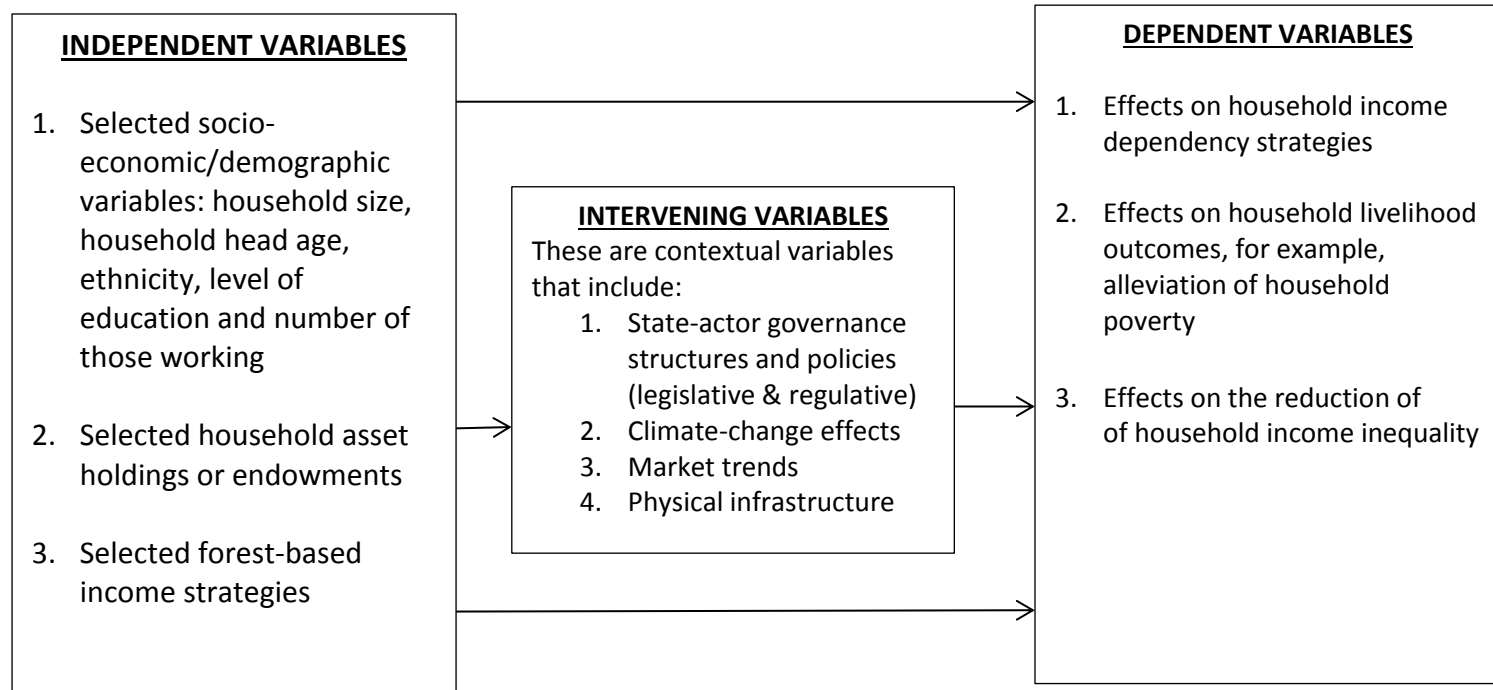 INDEPENDENT VARIABLES
1. Selected socio-
economic/demographic
variables: household size,
household head age,
ethnicity, level of
education and number of
those working
2. Selected household asset
holdings or endowments
3. Selected forest-based
income strategies
INTERVENING VARIABLES
These are contextual variables
that include:
1. State-actor governance
structures and policies
(legislative & regulative)
2. Climate-change effects
3. Market trends
4. Physical infrastructure
DEPENDENT VARIABLES
1. Effects on household income
dependency strategies
2. Effects on household livelihood
outcomes, for example,
alleviation of household
poverty
3. Effects on the reduction of
of household income inequality